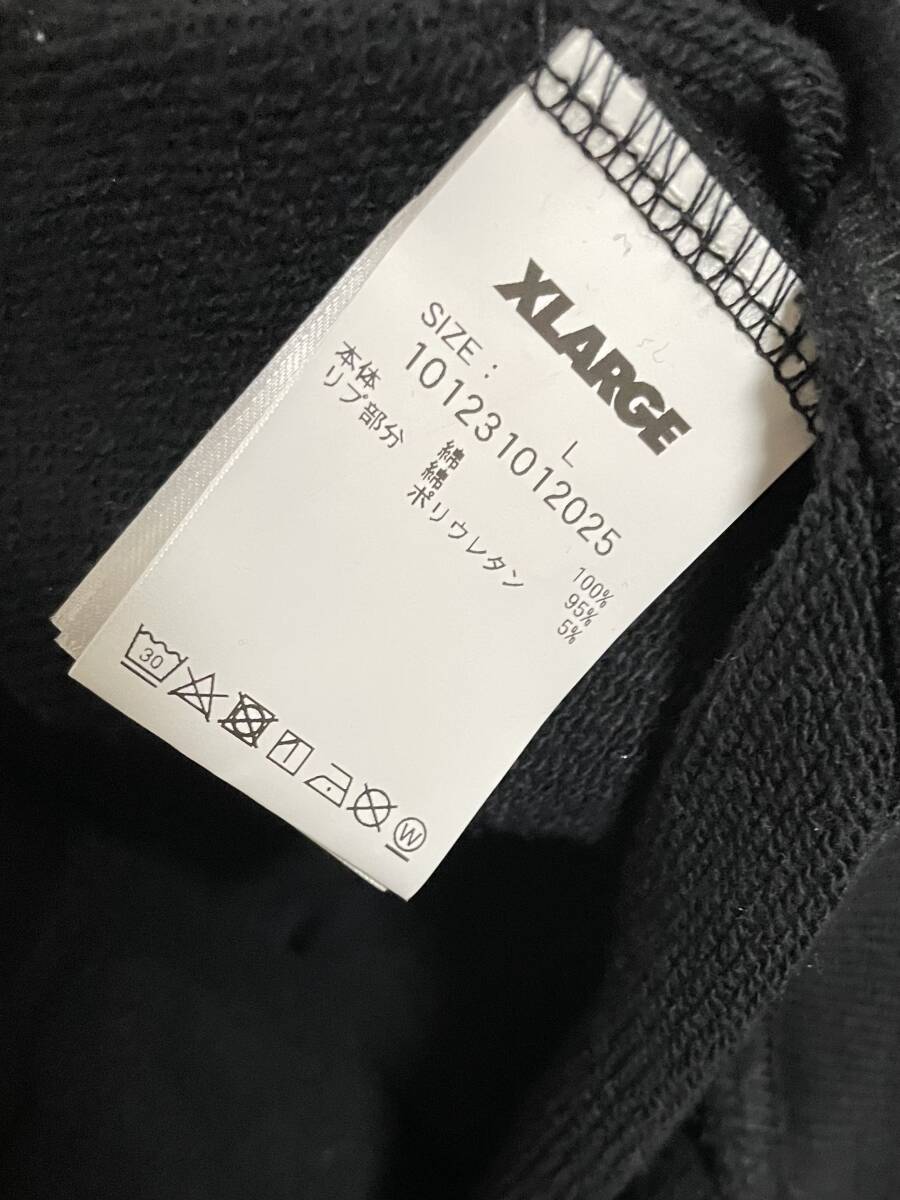 XLARGE
SIZE : L
101231012025
本体 綿 100%
リブ部分 綿 95%
ポリウレタン 5%
30
W